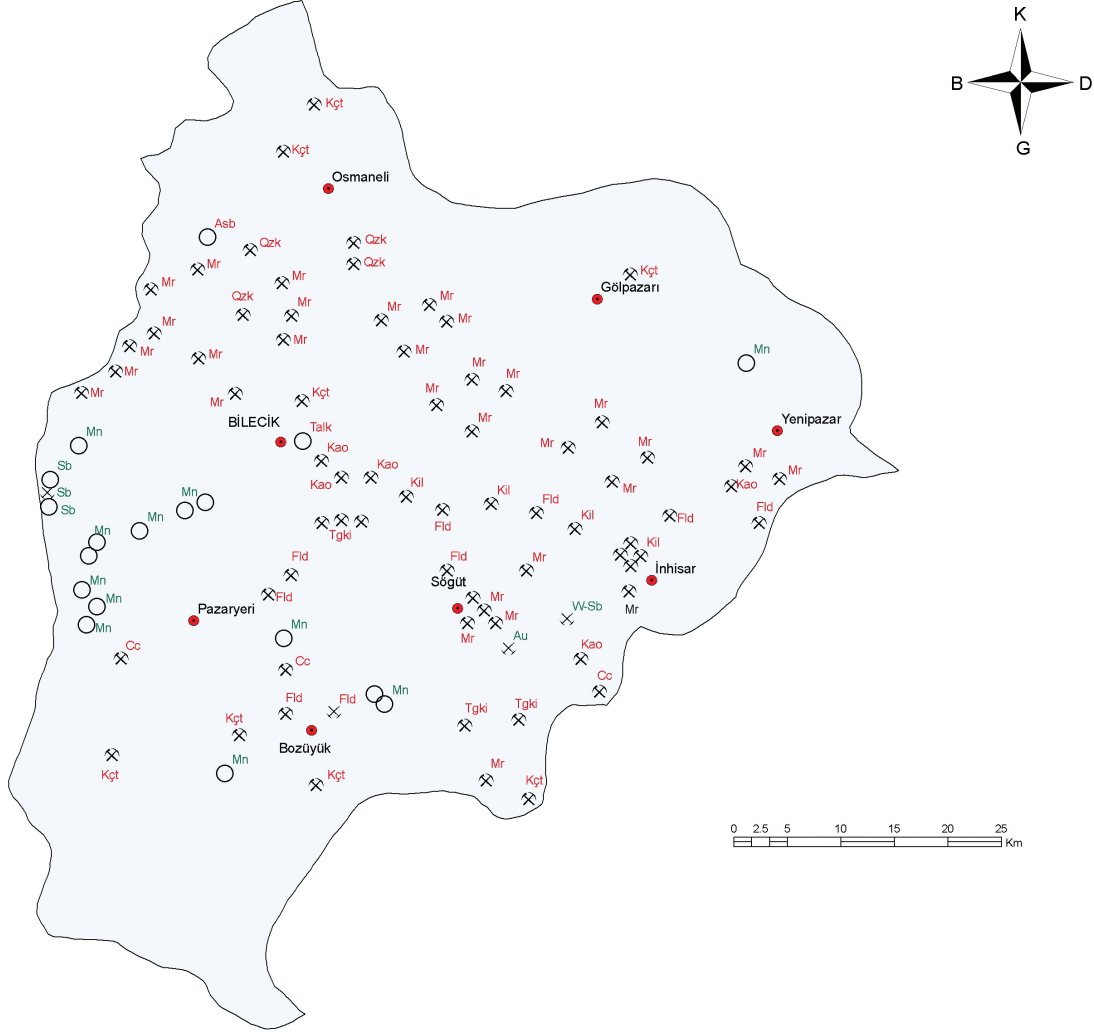 K
B
D
G
Kçt
Kçt
Osmaneli
Asb
Qzk
Qzk
Qzk
Mr
Mr
Mr
Kçt
Gölpazarı
Qzk
Mr
Mr
Mr
Mr
Mr
Mr
Mr
Mr
Mr
Mr
Mn
Mr
Mr
Mr
Mr
Mr
Kçt
Mr
Mr
Mr
BİLECİK
Talk
Yenipazar
Mn
Mr
Mr
Kao
Kao
Kao
Mr
Mr
Kao
Sb
Sb
Sb
Mn
Kil
Kil
Mr
Fld
Fld
Fld
Fld
Mn
Mn
Tgki
Kil
Kil
Fld
Fld
Mr
İnhisar
Söğüt
Mn
Mn
Mn
Fld
Pazaryeri
Mr
Mr
Mr
Mr
W-Sb
Mn
Au
Cc
Cc
Kao
Cc
Fld
Fld
Mn
Tgki
Tgki
Kçt
Bozüyük
Kçt
Mn
Kçt
Mr
Kçt
0 2.5 5 10 15 20 25
Km